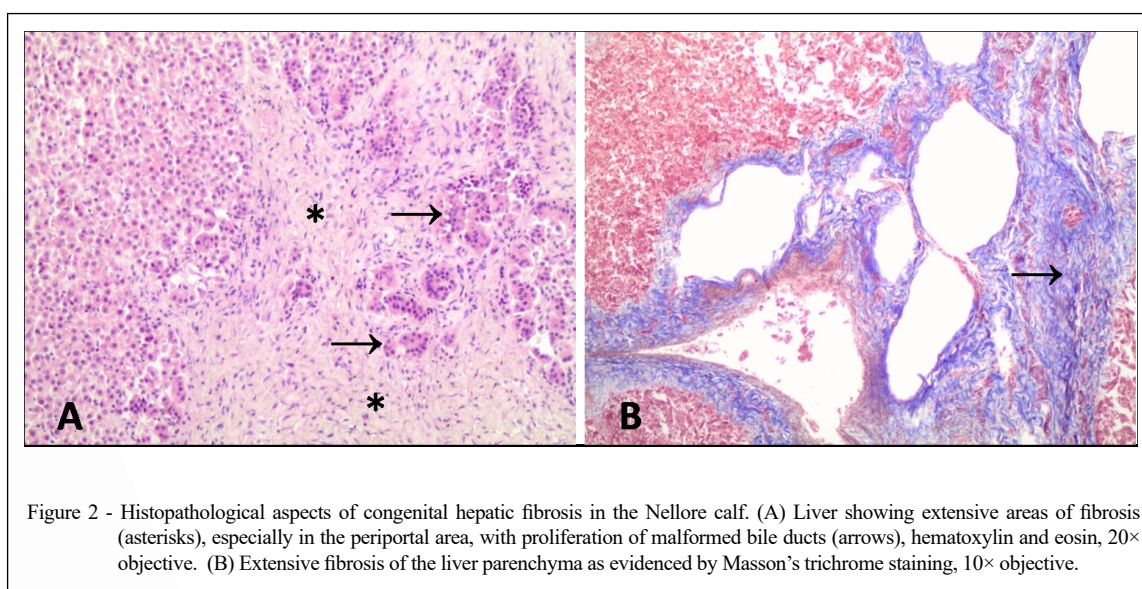 * *
A B
Figure 2 - Histopathological aspects of congenital hepatic fibrosis in the Nellore calf. (A) Liver showing extensive areas of fibrosis
(asterisks), especially in the periportal area, with proliferation of malformed bile ducts (arrows), hematoxylin and eosin, 20×
objective. (B) Extensive fibrosis of the liver parenchyma as evidenced by Masson’s trichrome staining, 10× objective.